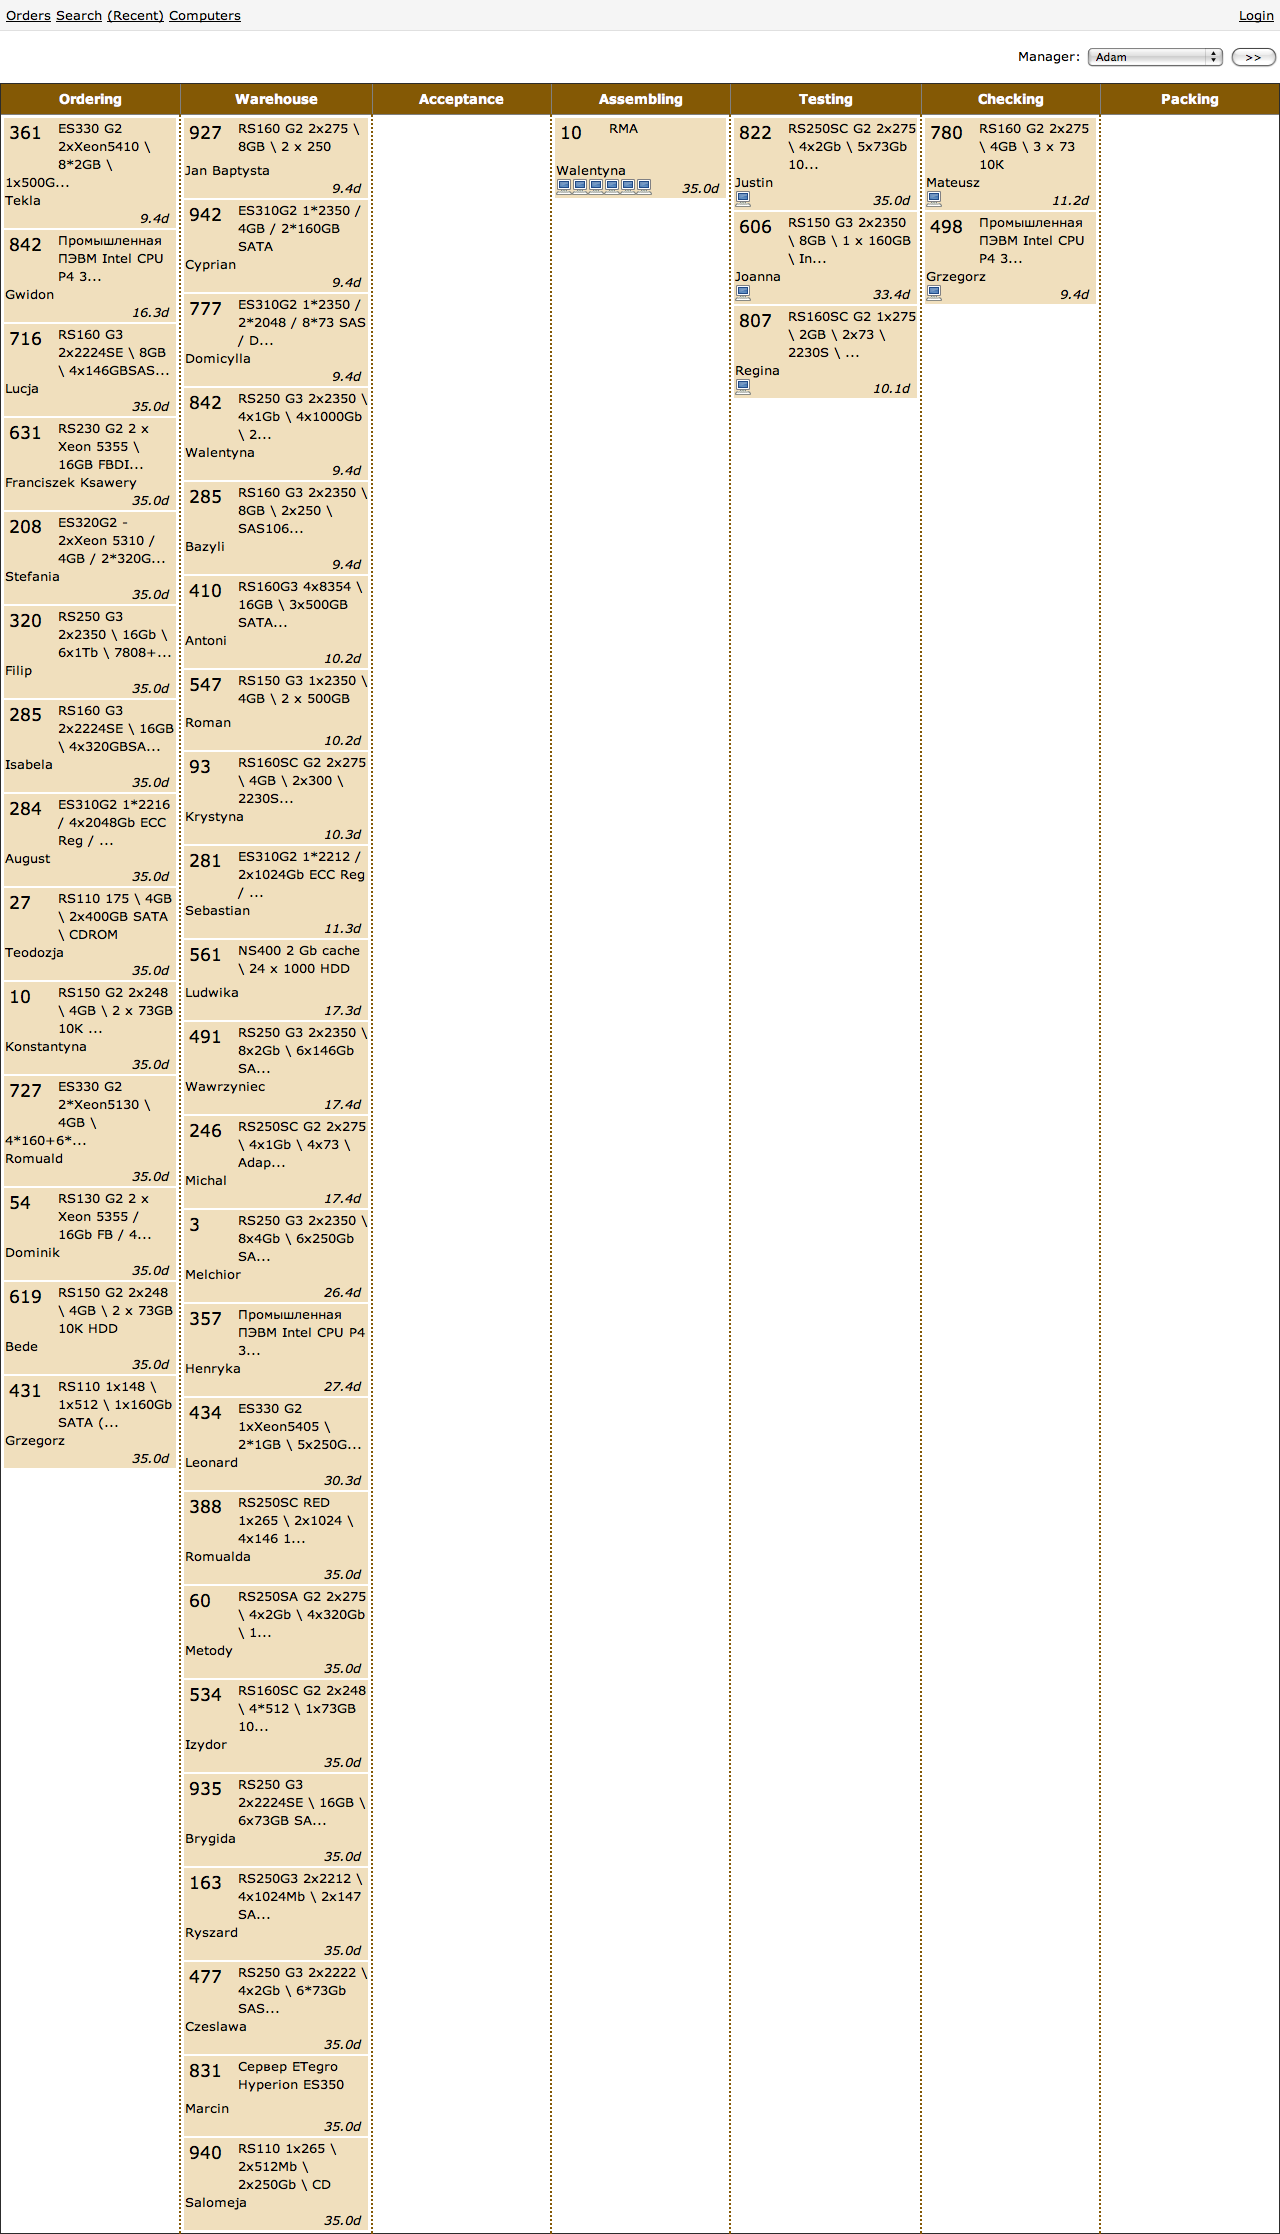 Orders Search (Recent) Computers
Login
Manager: Adam >>
Ordering
Warehouse
Acceptance
Assembling
Testing
Checking
Packing
361
ES330 G2
2xXeon5410 \
8*2GB \
1x500G...
Tekla
9.4d
842
Промышленная
ПЭВМ Intel CPU
P4 3...
Gwidon
16.3d
716
RS160 G3
2x2224SE \ 8GB
\ 4x146GBSAS...
Lucja
35.0d
631
RS230 G2 2 x
Xeon 5355 \
16GB FBDI...
Franciszek Ksawery
35.0d
208
ES320G2 -
2xXeon 5310 /
4GB / 2*320G...
Stefania
35.0d
320
RS250 G3
2x2350 \ 16Gb \
6x1Tb \ 7808+...
Filip
35.0d
285
RS160 G3
2x2224SE \ 16GB
\ 4x320GBSA...
Isabela
35.0d
284
ES310G2 1*2216
/ 4x2048Gb ECC
Reg / ...
August
35.0d
27
RS110 175 \ 4GB
\ 2x400GB SATA
\ CDROM
Teodozja
35.0d
10
RS150 G2 2x248
\ 4GB \ 2 x 73GB
10K ...
Konstantyna
35.0d
727
ES330 G2
2*Xeon5130 \
4GB \
4*160+6*...
Romuald
35.0d
54
RS130 G2 2 x
Xeon 5355 /
16Gb FB / 4...
Dominik
35.0d
619
RS150 G2 2x248
\ 4GB \ 2 x 73GB
10K HDD
Bede
35.0d
431
RS110 1x148 \
1x512 \ 1x160Gb
SATA (...
Grzegorz
35.0d
927
RS160 G2 2x275 \
8GB \ 2 x 250
Jan Baptysta
9.4d
942
ES310G2 1*2350 /
4GB / 2*160GB
SATA
Cyprian
9.4d
777
ES310G2 1*2350 /
2*2048 / 8*73 SAS
/ D...
Domicylla
9.4d
842
RS250 G3 2x2350 \
4x1Gb \ 4x1000Gb
\ 2...
Walentyna
9.4d
285
RS160 G3 2x2350 \
8GB \ 2x250 \
SAS106...
Bazyli
9.4d
410
RS160G3 4x8354 \
16GB \ 3x500GB
SATA...
Antoni
10.2d
547
RS150 G3 1x2350 \
4GB \ 2 x 500GB
Roman
10.2d
93
RS160SC G2 2x275
\ 4GB \ 2x300 \
2230S...
Krystyna
10.3d
281
ES310G2 1*2212 /
2x1024Gb ECC Reg
/ ...
Sebastian
11.3d
561
NS400 2 Gb cache
\ 24 x 1000 HDD
Ludwika
17.3d
491
RS250 G3 2x2350 \
8x2Gb \ 6x146Gb
SA...
Wawrzyniec
17.4d
246
RS250SC G2 2x275
\ 4x1Gb \ 4x73 \
Adap...
Michal
17.4d
3
RS250 G3 2x2350 \
8x4Gb \ 6x250Gb
SA...
Melchior
26.4d
357
Промышленная
ПЭВМ Intel CPU P4
3...
Henryka
27.4d
434
ES330 G2
1xXeon5405 \
2*1GB \ 5x250G...
Leonard
30.3d
388
RS250SC RED
1x265 \ 2x1024 \
4x146 1...
Romualda
35.0d
60
RS250SA G2 2x275
\ 4x2Gb \ 4x320Gb
\ 1...
Metody
35.0d
534
RS160SC G2 2x248
\ 4*512 \ 1x73GB
10...
Izydor
35.0d
935
RS250 G3
2x2224SE \ 16GB \
6x73GB SA...
Brygida
35.0d
163
RS250G3 2x2212 \
4x1024Mb \ 2x147
SA...
Ryszard
35.0d
477
RS250 G3 2x2222 \
4x2Gb \ 6*73Gb
SAS...
Czeslawa
35.0d
831
Сервер ETegro
Hyperion ES350
Marcin
35.0d
940
RS110 1x265 \
2x512Mb \
2x250Gb \ CD
Salomeja
35.0d
10
RMA
Walentyna
35.0d
822
RS250SC G2 2x275
\ 4x2Gb \ 5x73Gb
10...
Justin
35.0d
606
RS150 G3 2x2350
\ 8GB \ 1 x 160GB
\ In...
Joanna
33.4d
807
RS160SC G2 1x275
\ 2GB \ 2x73 \
2230S \ ...
Regina
10.1d
780
RS160 G2 2x275
\ 4GB \ 3 x 73
10K
Mateusz
11.2d
498
Промышленная
ПЭВМ Intel CPU
P4 3...
Grzegorz
9.4d